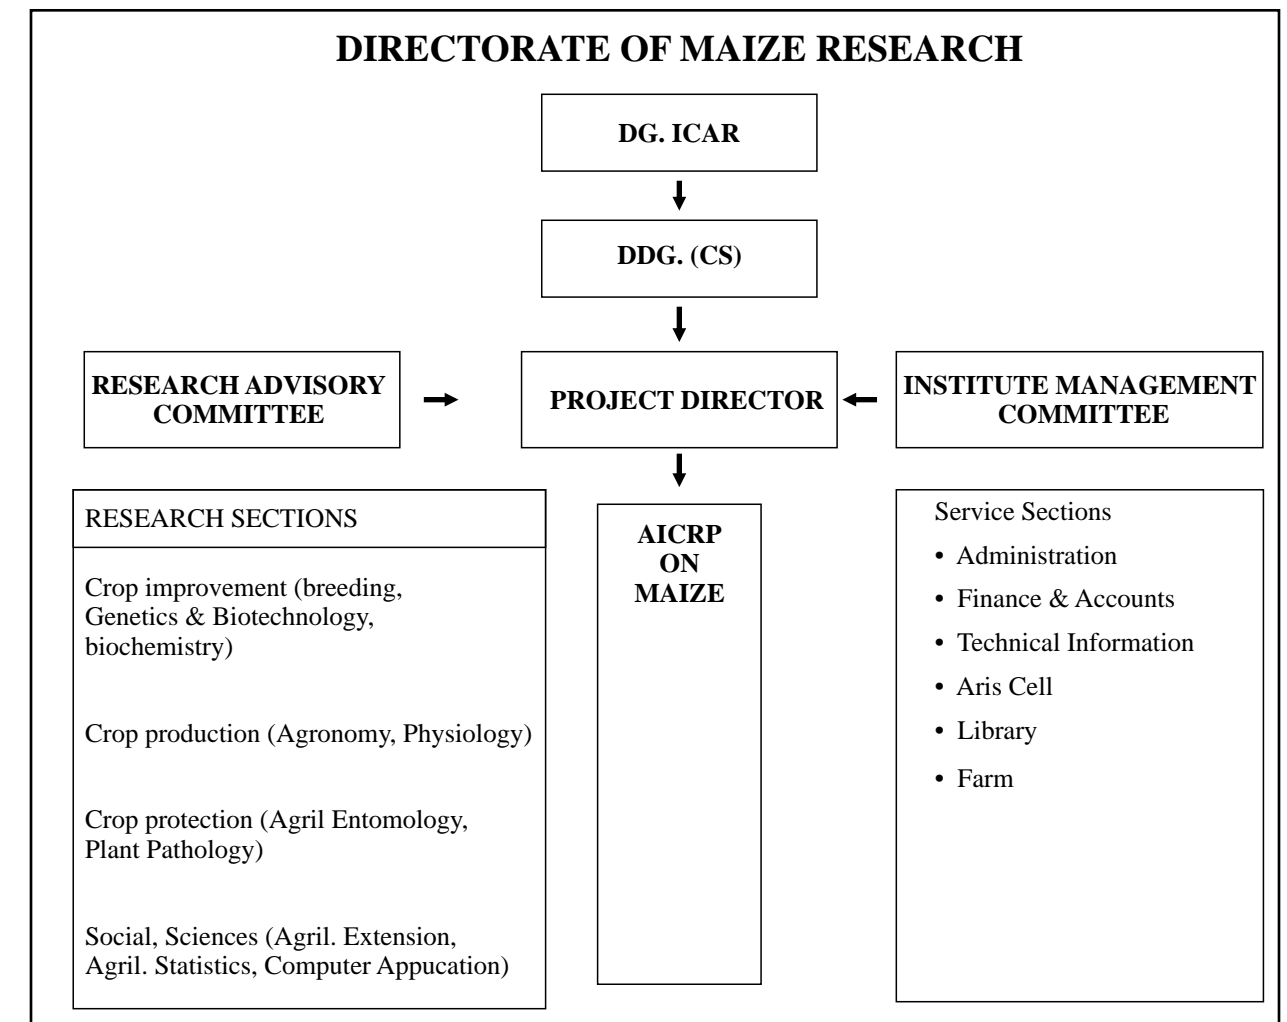 DIRECTORATE OF MAIZE RESEARCH
DG. ICAR
DDG. (CS)
RESEARCH ADVISORY
COMMITTEE
PROJECT DIRECTOR
INSTITUTE MANAGEMENT
COMMITTEE
RESEARCH SECTIONS
Crop improvement (breeding,
Genetics & Biotechnology,
biochemistry)
Crop production (Agronomy, Physiology)
Crop protection (Agril Entomology,
Plant Pathology)
Social, Sciences (Agril. Extension,
Agril. Statistics, Computer Appucation)
AICRP
ON
MAIZE
Service Sections
• Administration
• Finance & Accounts
• Technical Information
• Aris Cell
• Library
• Farm